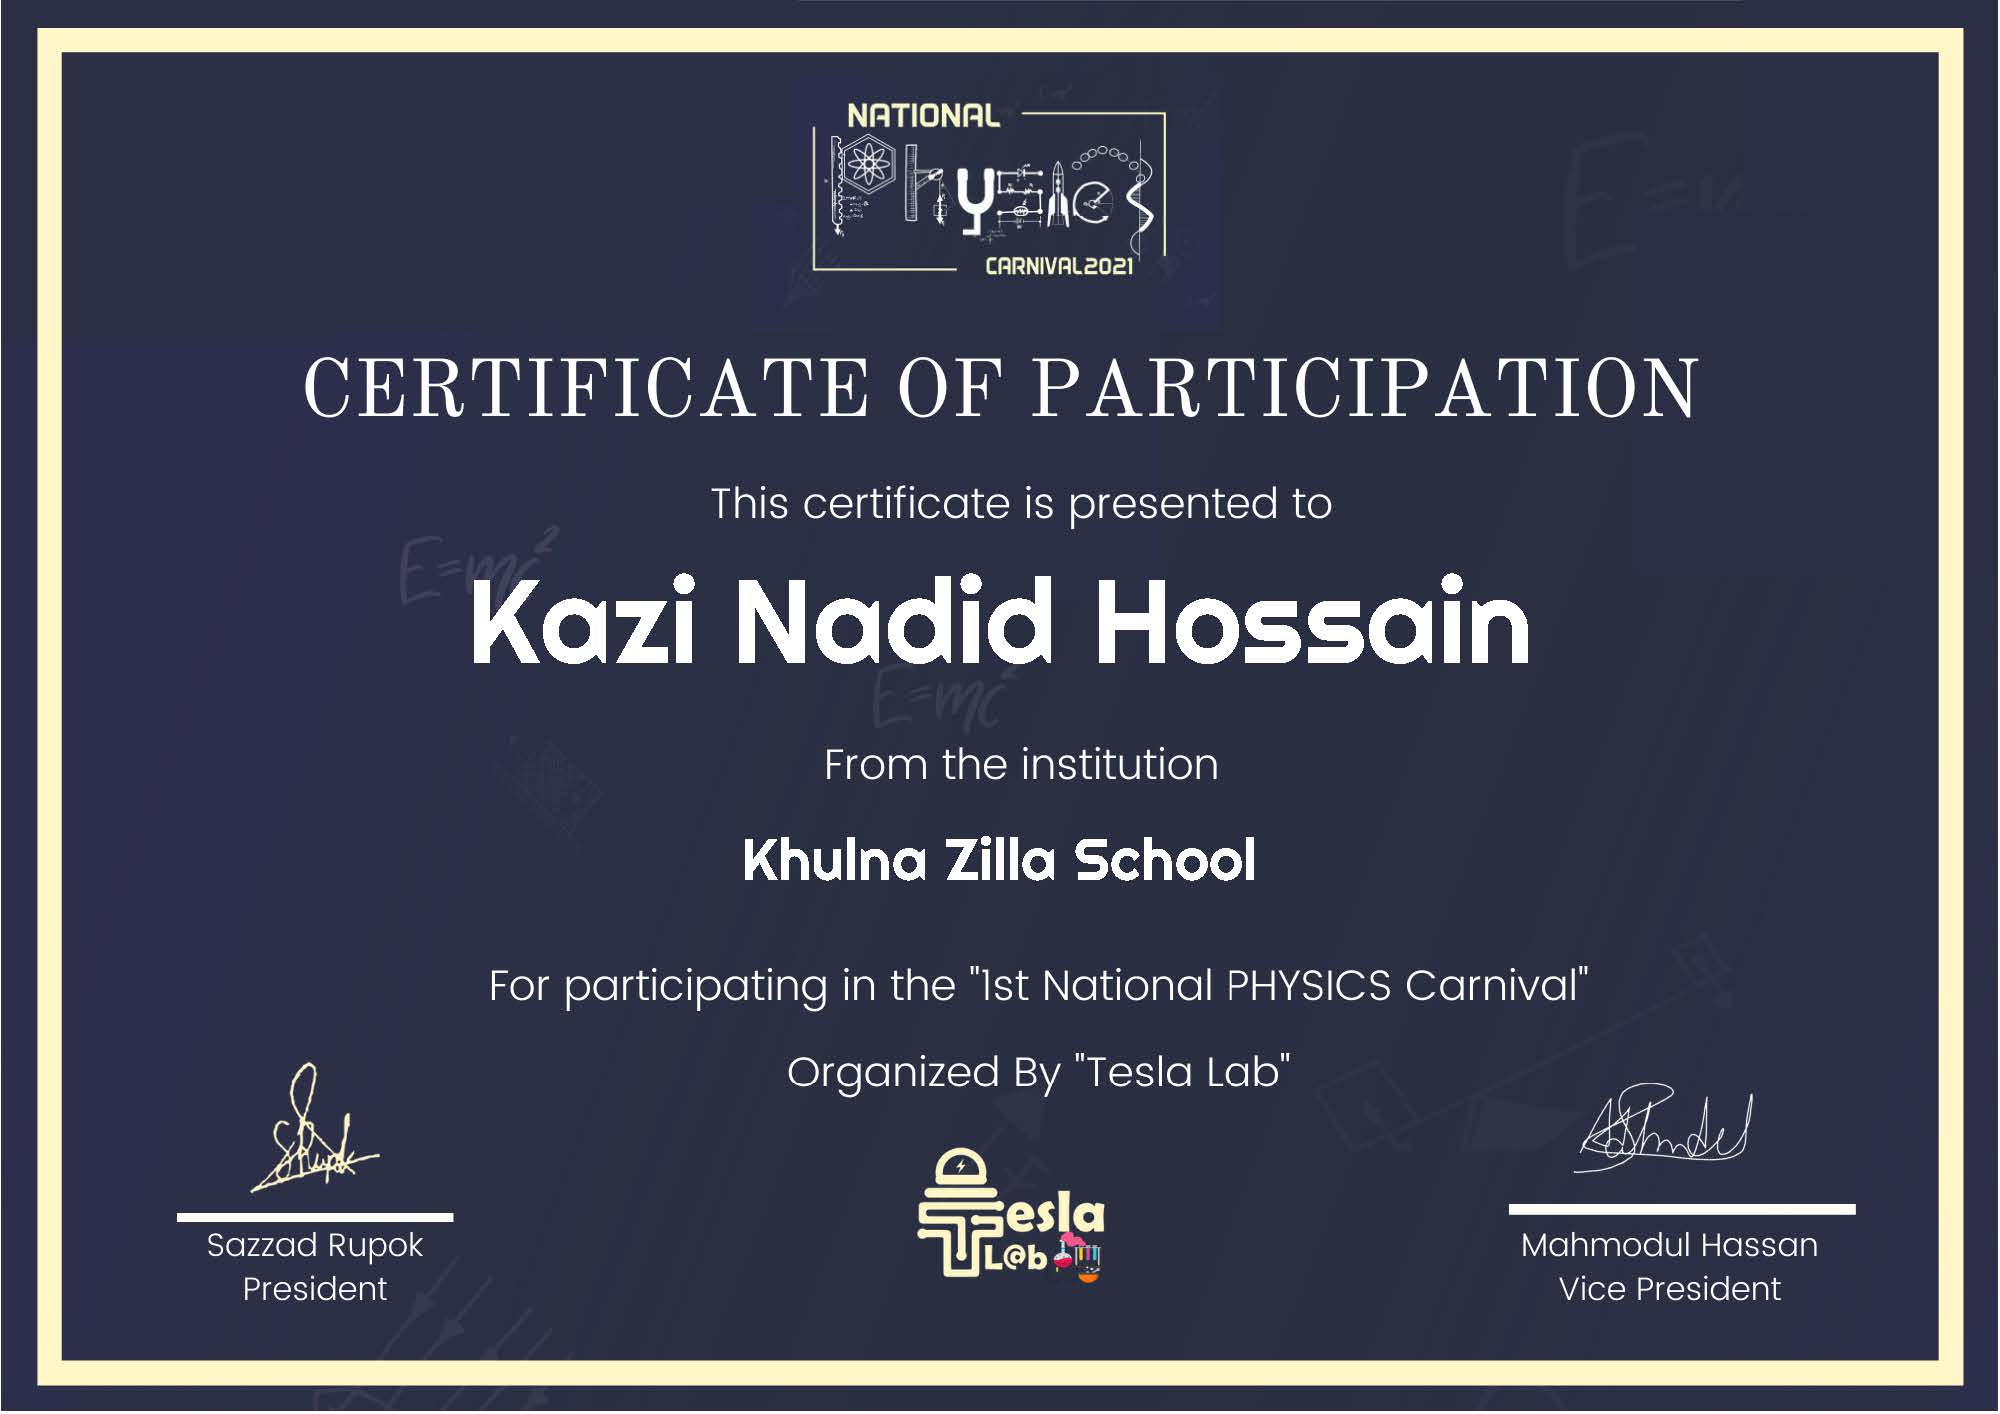 NATIONAL
Physics
CARNIVAL2021
CERTIFICATE OF PARTICIPATION
This certificate is presented to
E=mc²
Kazi Nadid Hossain
E=mc²
From the institution
Khulna Zilla School
For participating in the "1st National PHYSICS Carnival"
Organized By "Tesla Lab"
Tesla
L@b
Sazzad Rupok
President
Mahmodul Hassan
Vice President